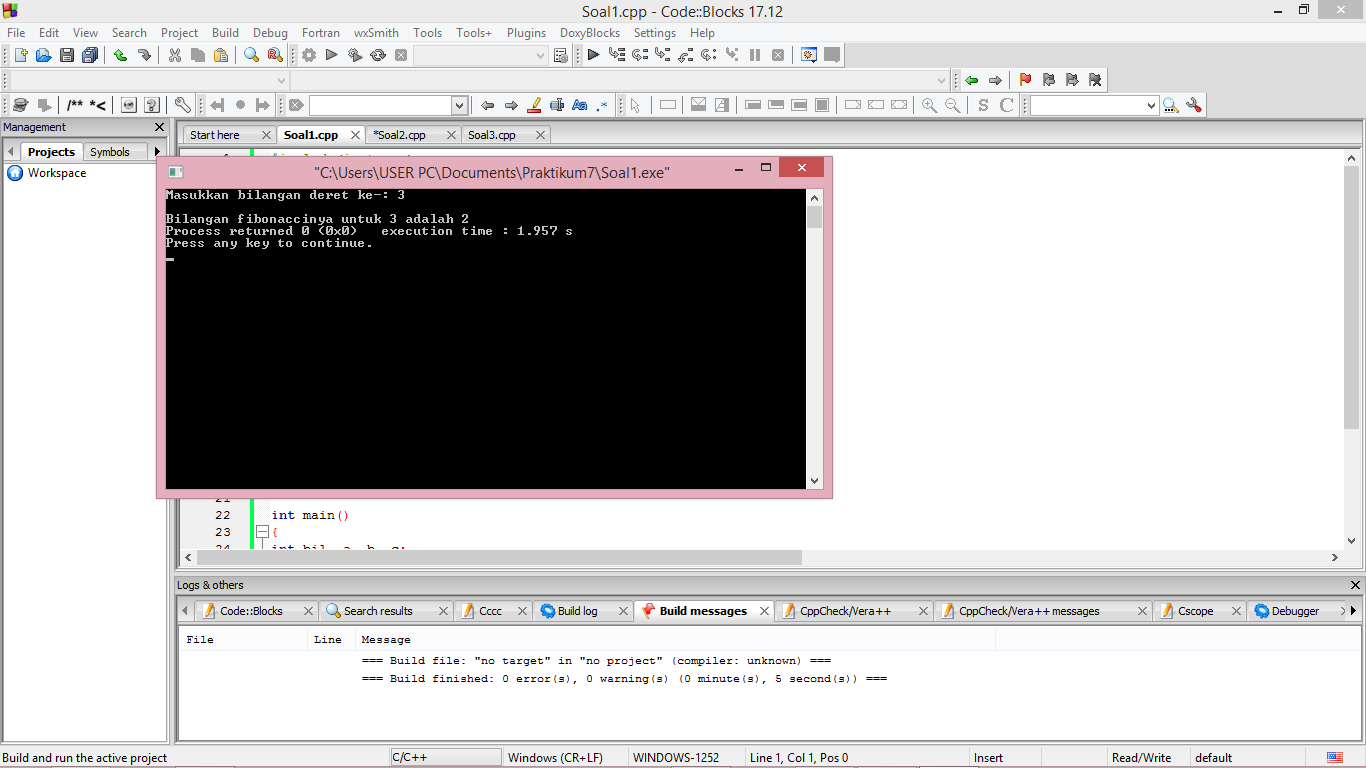 Soal1.cpp - Code::Blocks 17.12
File Edit View Search Project Build Debug Fortran wxSmith Tools Tools+ Plugins DoxyBlocks Settings Help
/** *<
Aa .*
S C
Management
Projects Symbols
Workspace
Start here Soal1.cpp *Soal2.cpp Soal3.cpp
"C:\Users\USER PC\Documents\Praktikum7\Soal1.exe"
Masukkan bilangan deret ke-: 3
Bilangan fibonaccinya untuk 3 adalah 2
Process returned 0 (0x0) execution time : 1.957 s
Press any key to continue.
21
22 int main()
23 {
24 int bil, a, b, c;
Logs & others
Code::Blocks Search results Cccc Build log Build messages CppCheck/Vera++ CppCheck/Vera++ messages Cscope Debugger
File Line Message
=== Build file: "no target" in "no project" (compiler: unknown) ===
=== Build finished: 0 error(s), 0 warning(s) (0 minute(s), 5 second(s)) ===
Build and run the active project C/C++ Windows (CR+LF) WINDOWS-1252 Line 1, Col 1, Pos 0 Insert Read/Write default